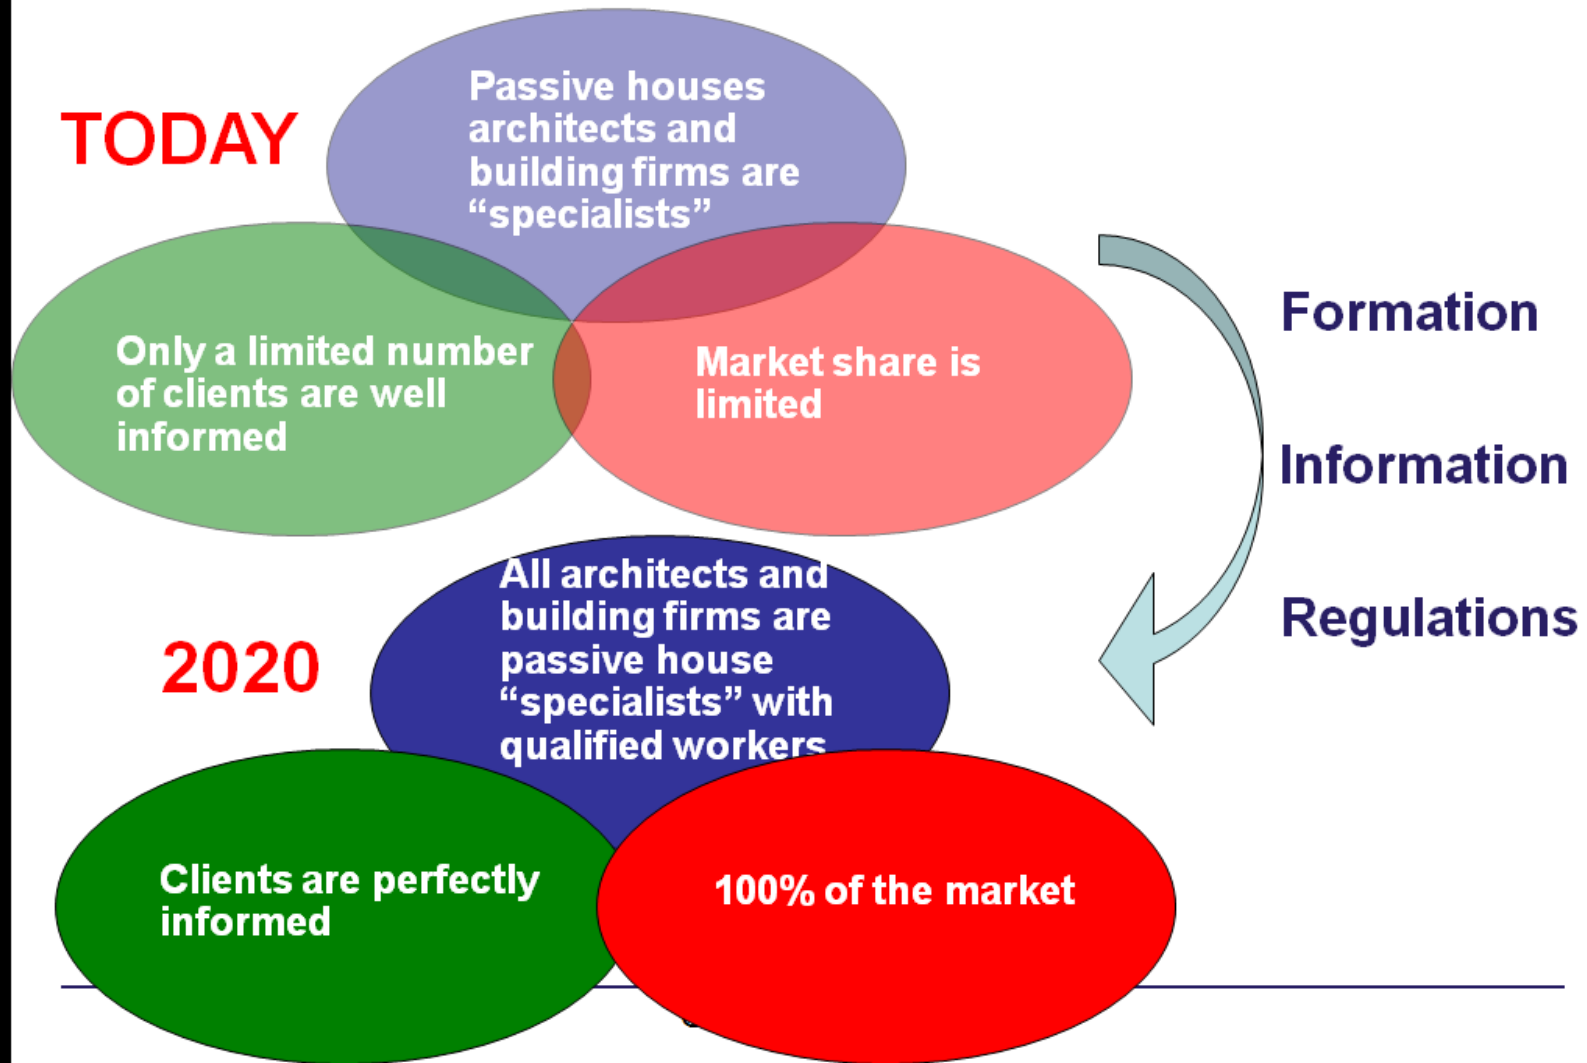 TODAY
Passive houses
architects and
building firms are
“specialists”
Only a limited number
of clients are well
informed
Market share is
limited
Formation
Information
Regulations
2020
All architects and
building firms are
passive house
“specialists” with
qualified workers
Clients are perfectly
informed
100% of the market